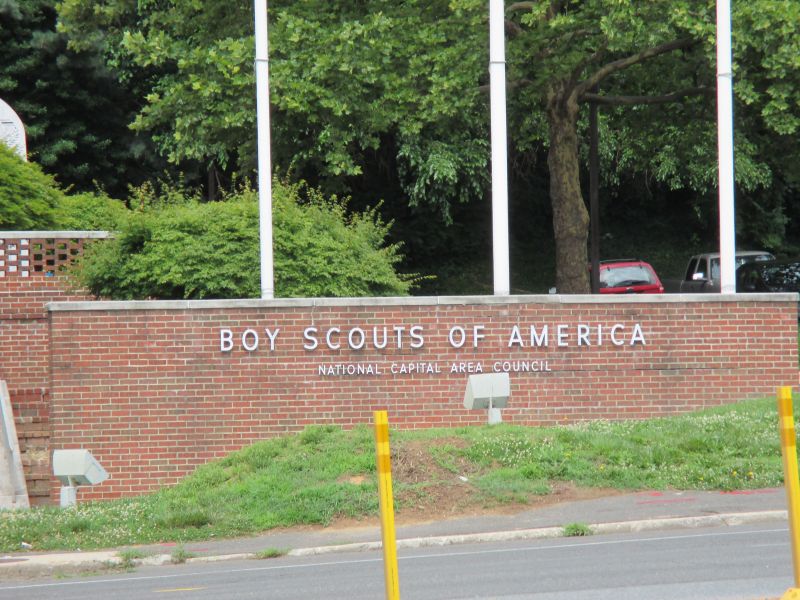 BOY SCOUTS OF AMERICA
NATIONAL CAPITAL AREA COUNCIL